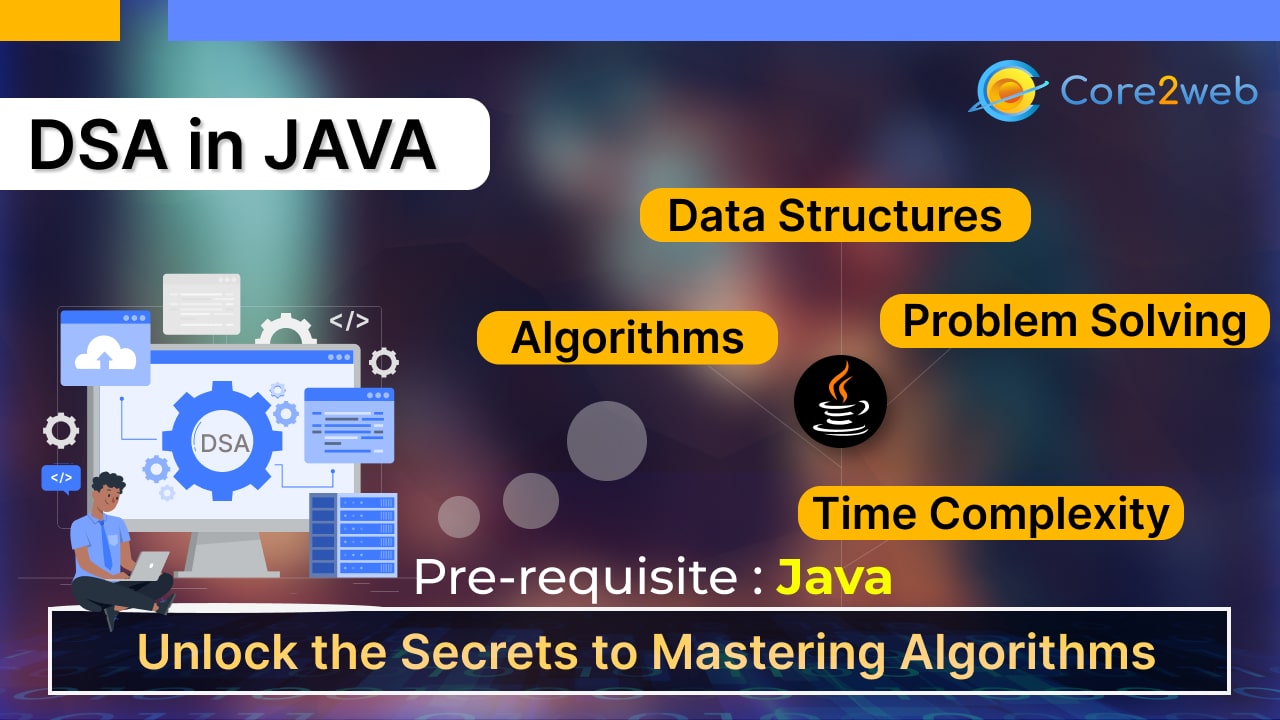 Core2web
DSA in JAVA
Data Structures
Problem Solving
Algorithms
</>
DSA
</>
Time Complexity
Pre-requisite : Java
Unlock the Secrets to Mastering Algorithms